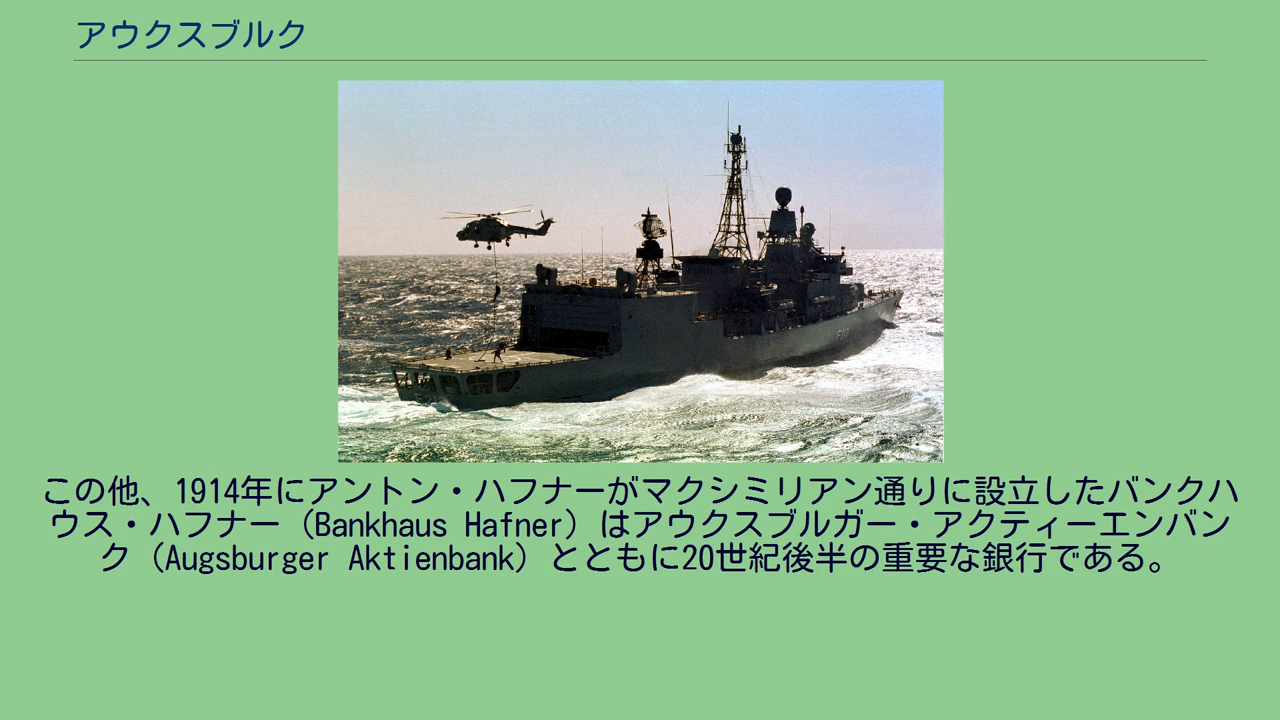 アウクスブルク
この他、1914年にアントン・ハフナーがマクシミリアン通りに設立したバンクハ
ウス・ハフナー（Bankhaus Hafner）はアウクスブルガー・アクティーエンバン
ク（Augsburger Aktienbank）とともに20世紀後半の重要な銀行である。